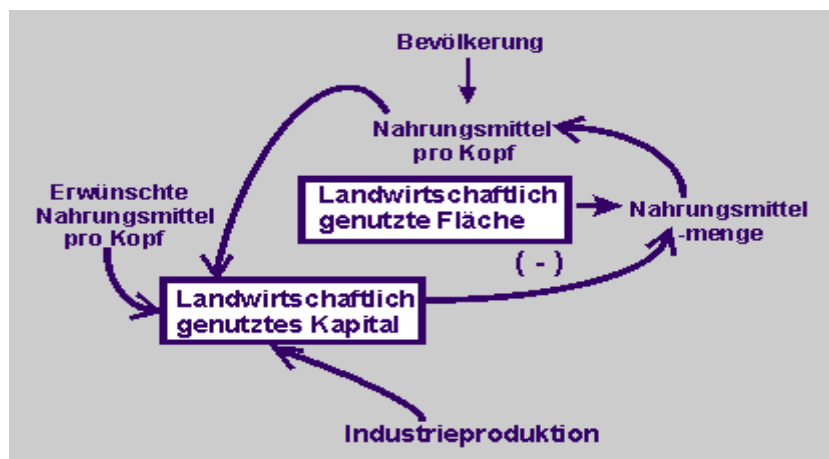 Bevölkerung
Nahrungsmittel
pro Kopf
Erwünschte
Nahrungsmittel
pro Kopf
Landwirtschaftlich
genutzte Fläche
Nahrungsmittel
-menge
( - )
Landwirtschaftlich
genutztes Kapital
Industrieproduktion